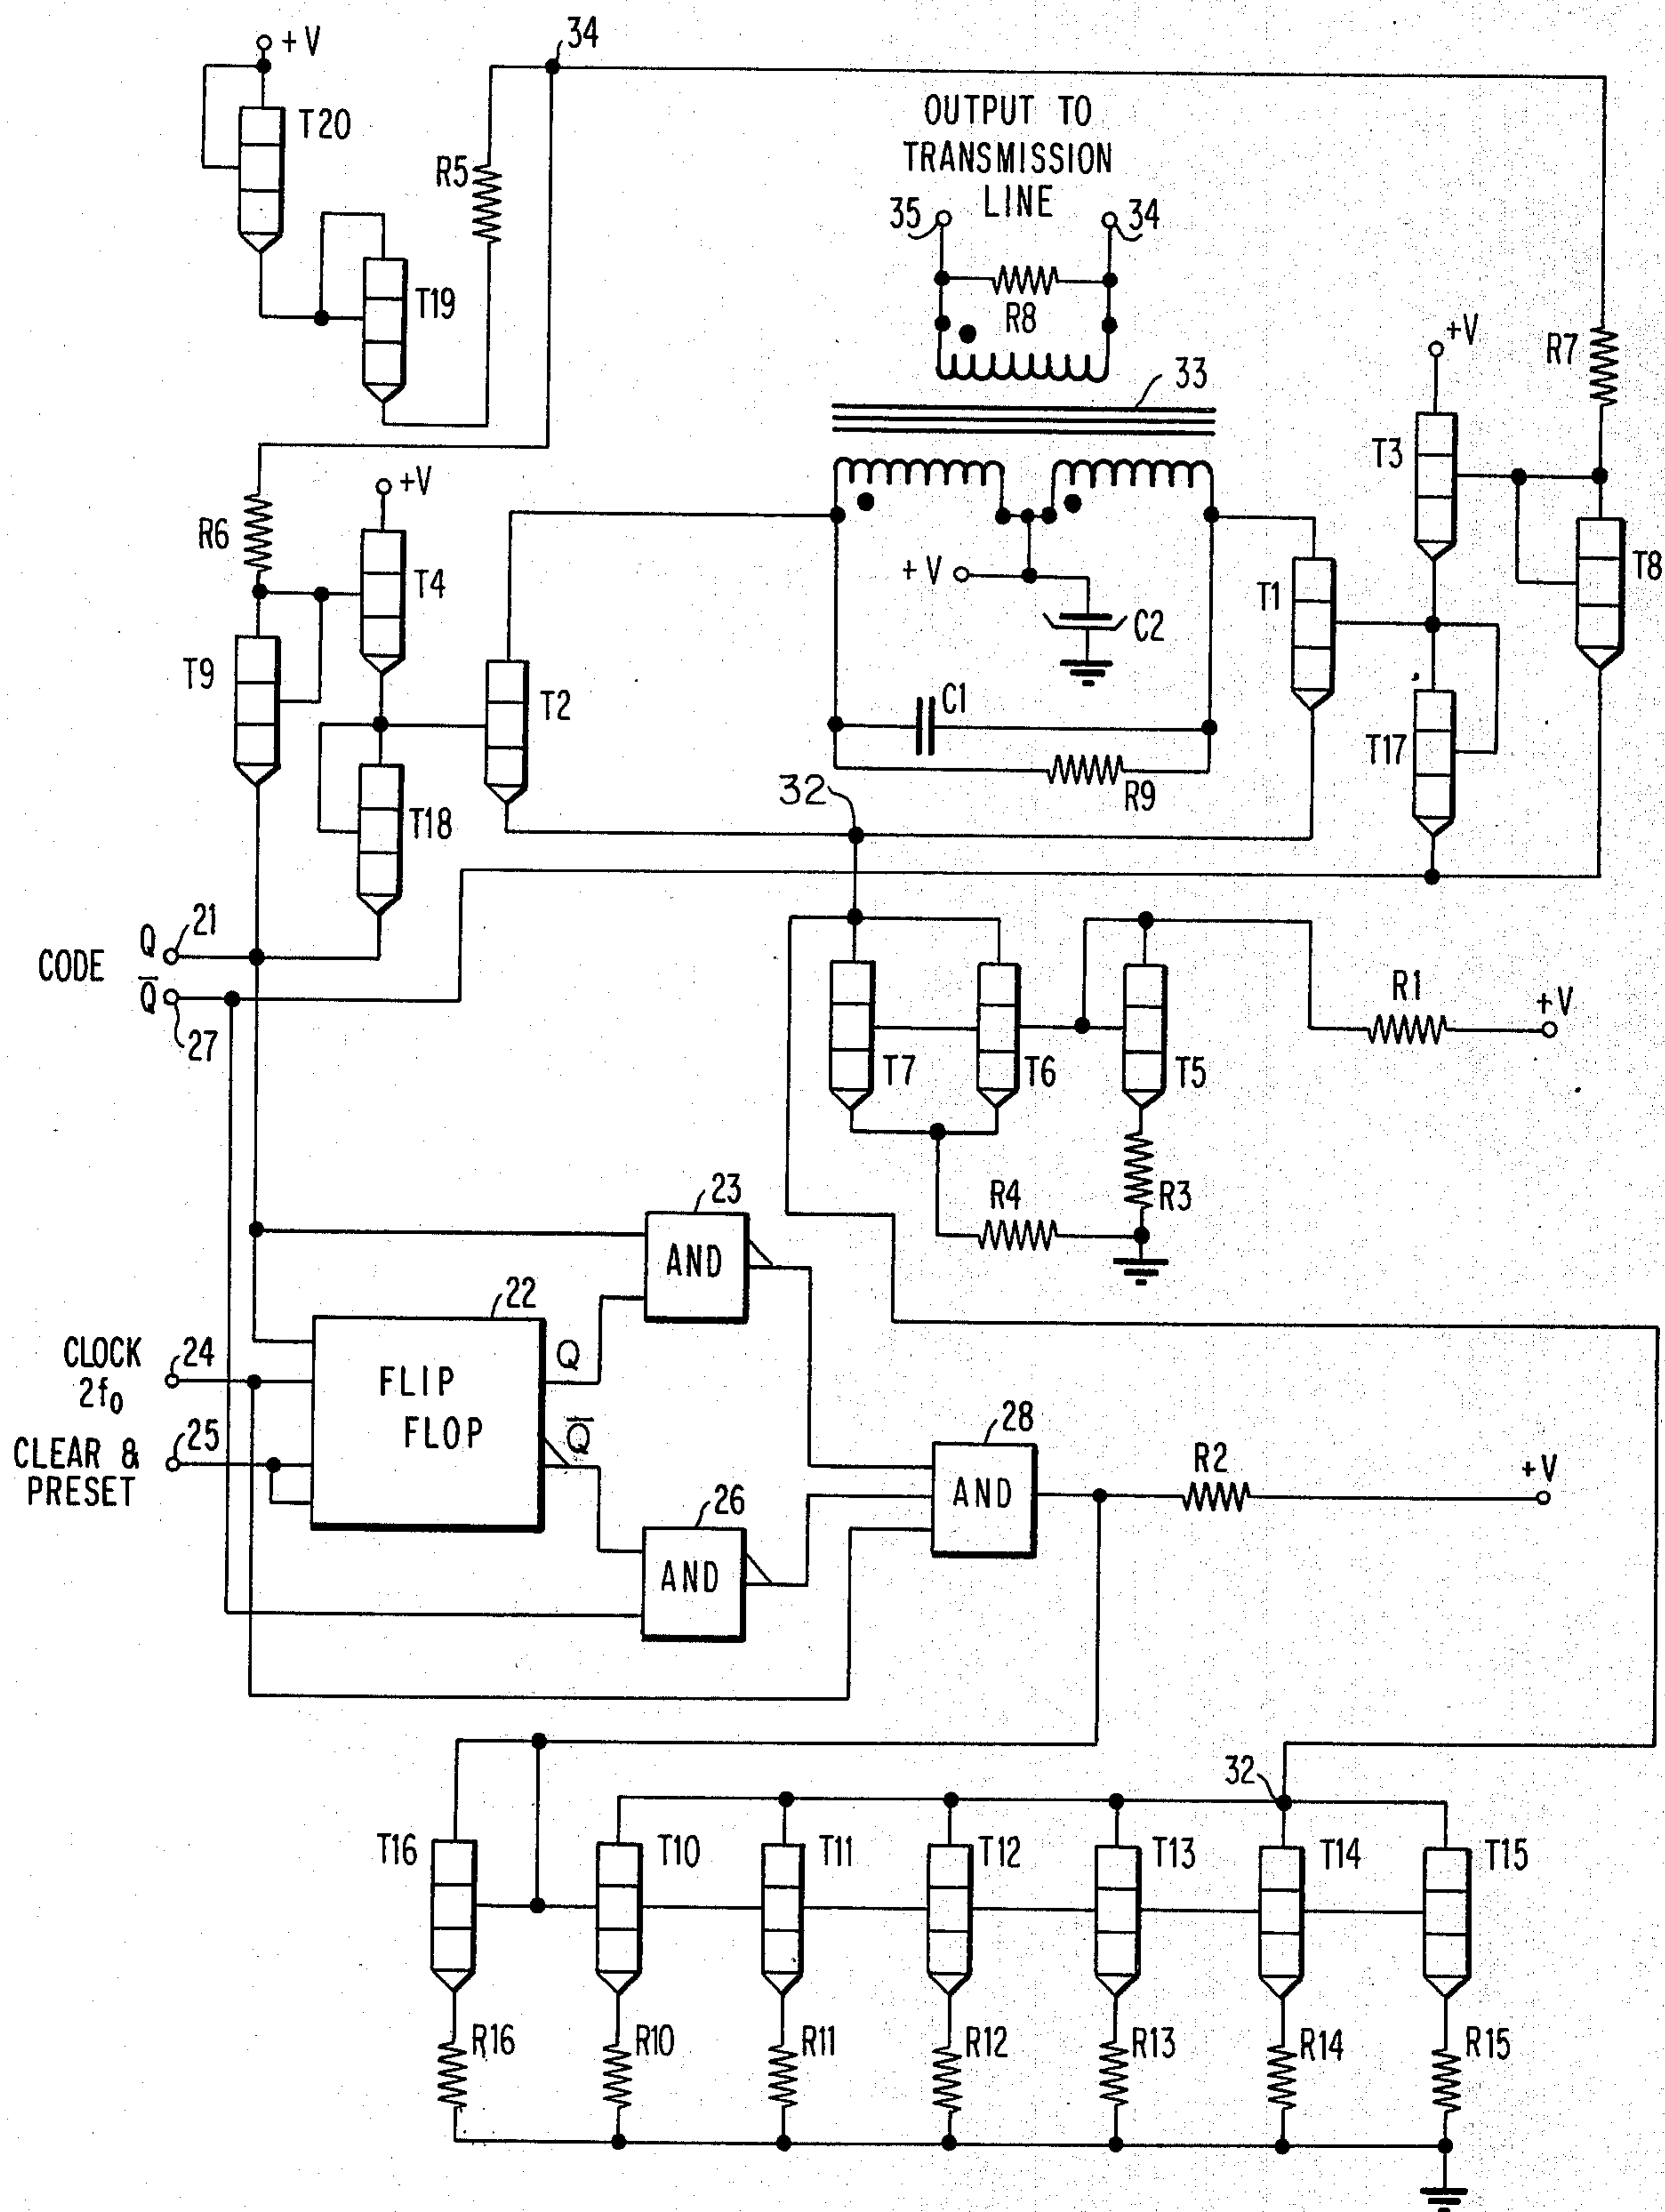 +V
34
T20
OUTPUT TO
TRANSMISSION
LINE
R5
35
34
T19
R8
+V
R7
33
T3
+V
R6
T4
T8
+V
T1
C2
T9
T2
C1
T17
R9
T18
32
CODE
Q
21
Q̅
27
R1
+V
T7
T6
T5
23
R4
R3
AND
22
CLOCK
2f₀
24
FLIP
FLOP
Q
Q̅
CLEAR &
PRESET
25
28
AND
R2
+V
26
AND
32
T16
T10
T11
T12
T13
T14
T15
R16
R10
R11
R12
R13
R14
R15